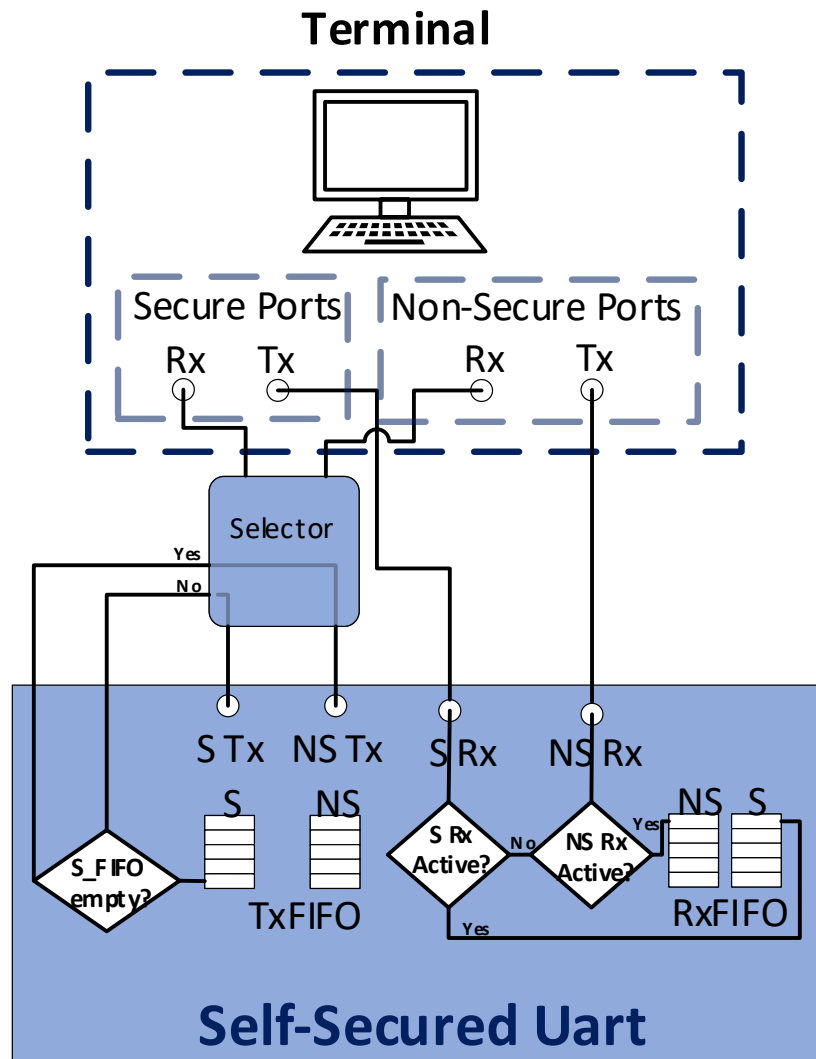 Terminal
Secure Ports
Non-Secure Ports
Rx
Tx
Rx
Tx
Selector
Yes
No
S Tx
NS Tx
S Rx
NS Rx
S
NS
NS
S
S_FIFO
empty?
S Rx
Active?
No
NS Rx
Active?
Yes
TxFIFO
RxFIFO
Yes
Self-Secured Uart